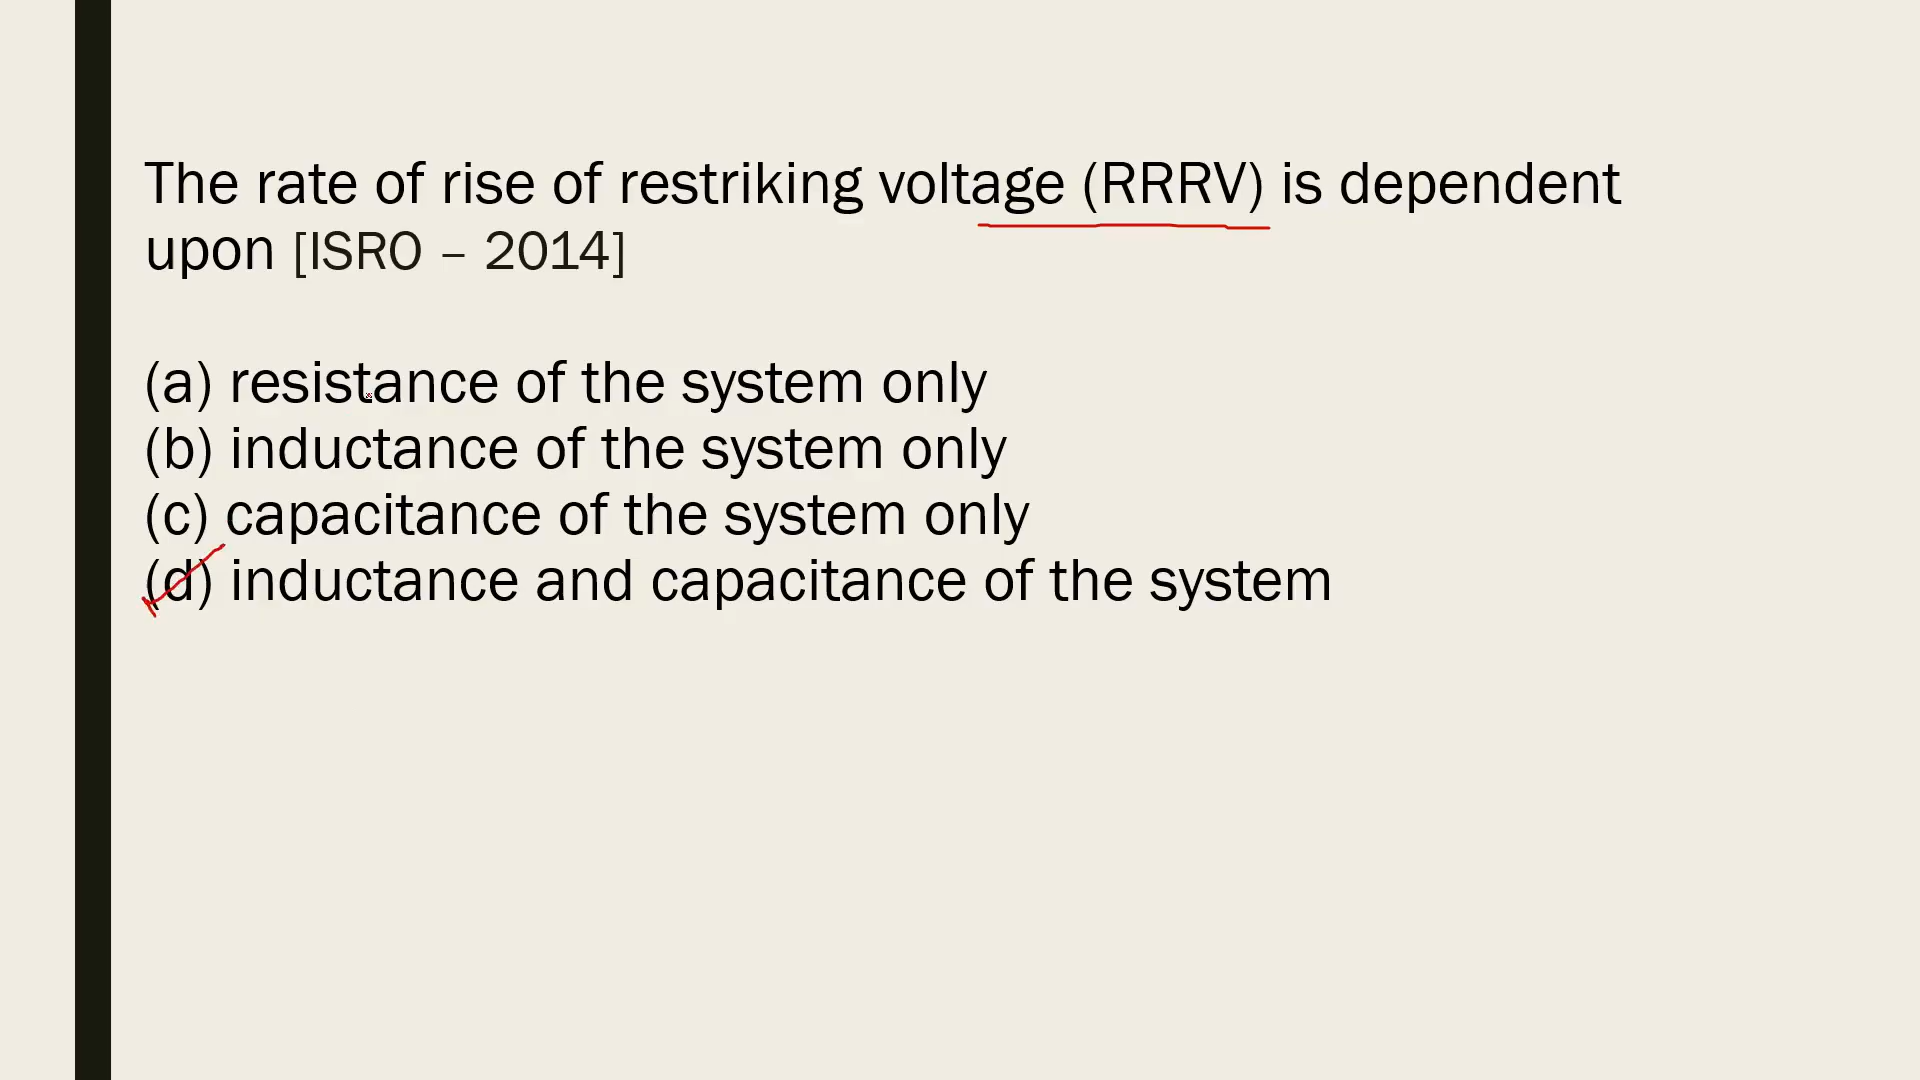 The rate of rise of restriking voltage (RRRV) is dependent
upon [ISRO – 2014]
(a) resistance of the system only
(b) inductance of the system only
(c) capacitance of the system only
(d) inductance and capacitance of the system